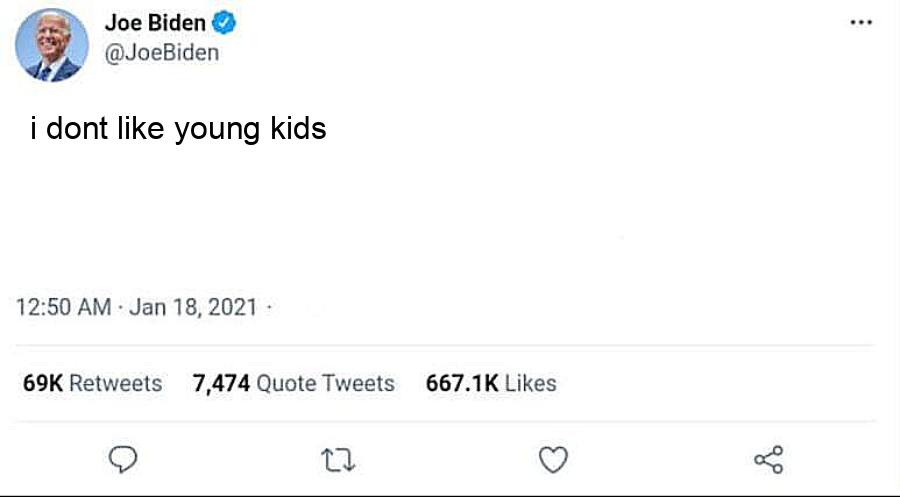 Joe Biden
@JoeBiden
i dont like young kids
12:50 AM · Jan 18, 2021 ·
69K Retweets 7,474 Quote Tweets 667.1K Likes